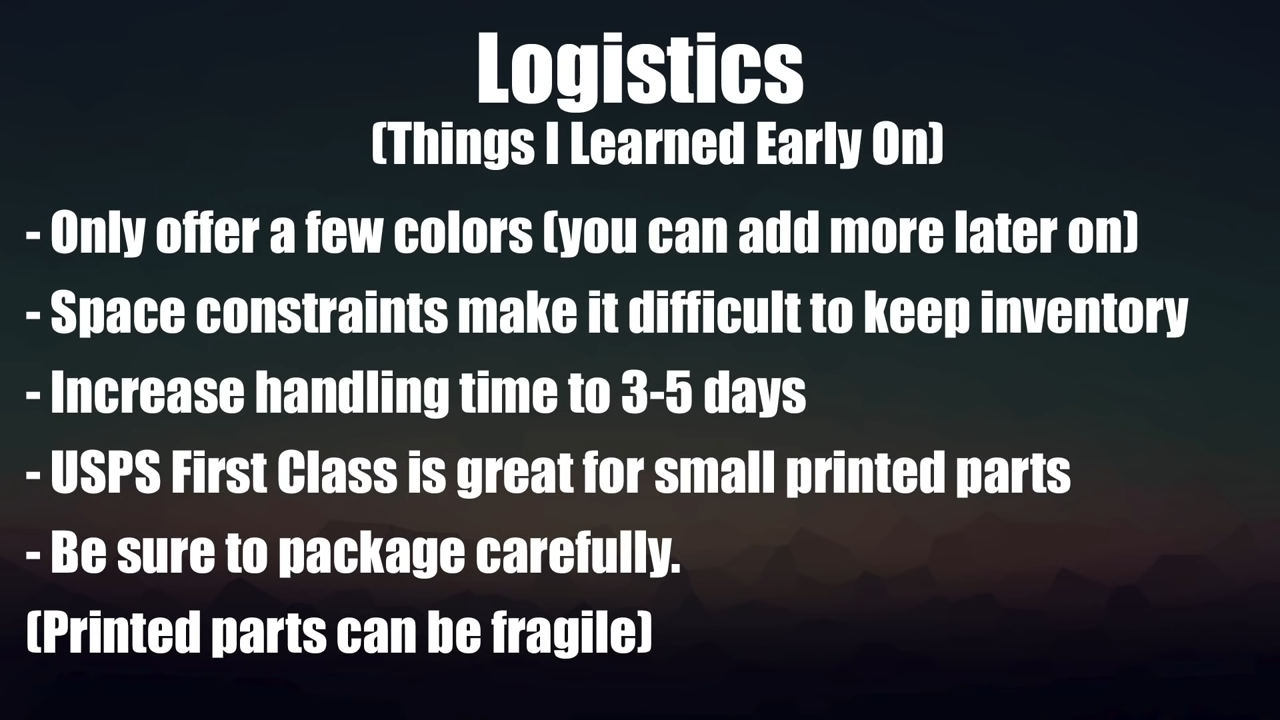 Logistics
(Things I Learned Early On)
- Only offer a few colors (you can add more later on)
- Space constraints make it difficult to keep inventory
- Increase handling time to 3-5 days
- USPS First Class is great for small printed parts
- Be sure to package carefully.
(Printed parts can be fragile)